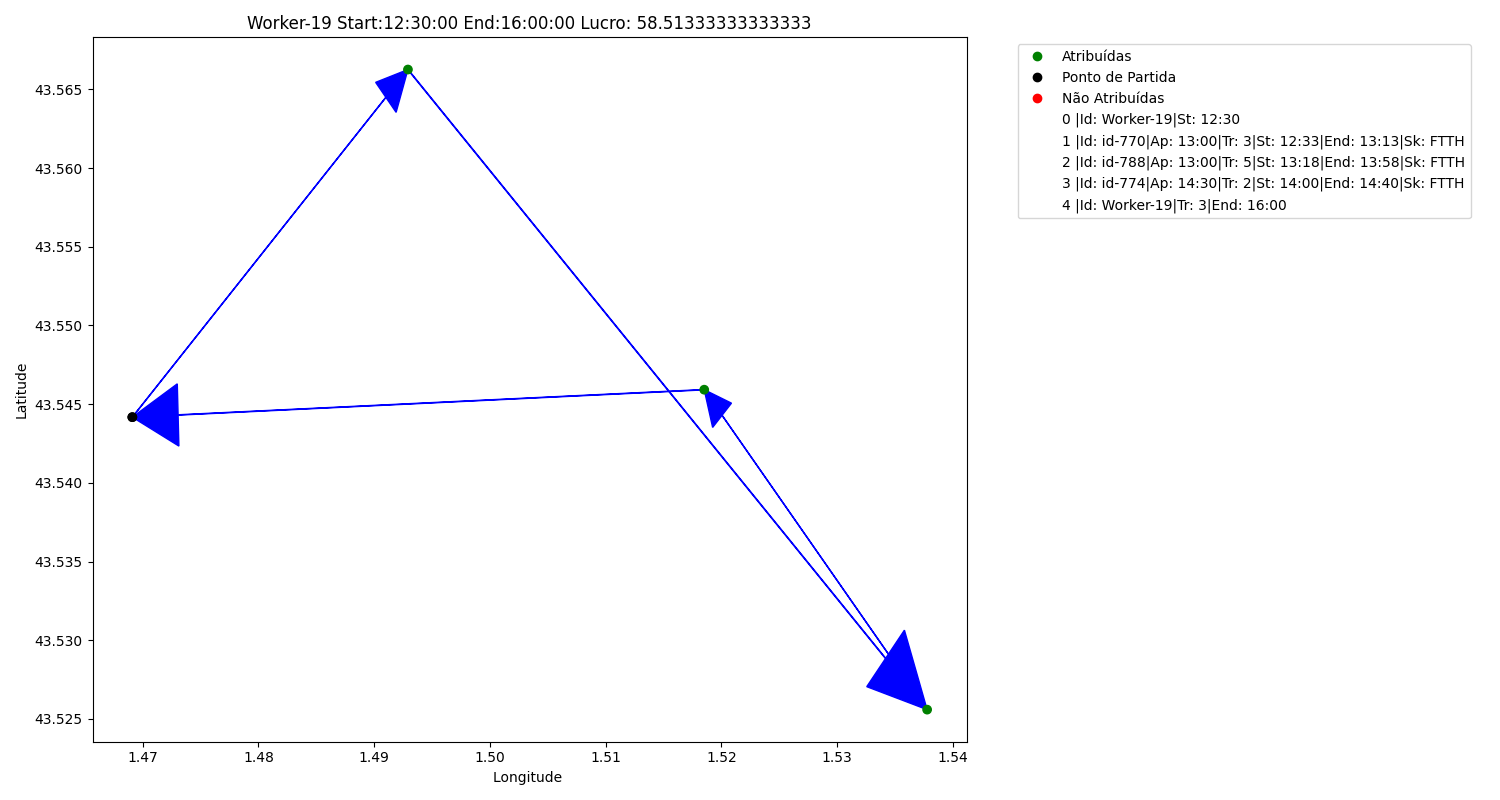 Worker-19 Start:12:30:00 End:16:00:00 Lucro: 58.51333333333333
Atribuídas
Ponto de Partida
Não Atribuídas
0 |Id: Worker-19|St: 12:30
1 |Id: id-770|Ap: 13:00|Tr: 3|St: 12:33|End: 13:13|Sk: FTTH
2 |Id: id-788|Ap: 13:00|Tr: 5|St: 13:18|End: 13:58|Sk: FTTH
3 |Id: id-774|Ap: 14:30|Tr: 2|St: 14:00|End: 14:40|Sk: FTTH
4 |Id: Worker-19|Tr: 3|End: 16:00
43.565
43.560
43.555
43.550
43.545
43.540
43.535
43.530
43.525
Latitude
1.47 1.48 1.49 1.50 1.51 1.52 1.53 1.54
Longitude